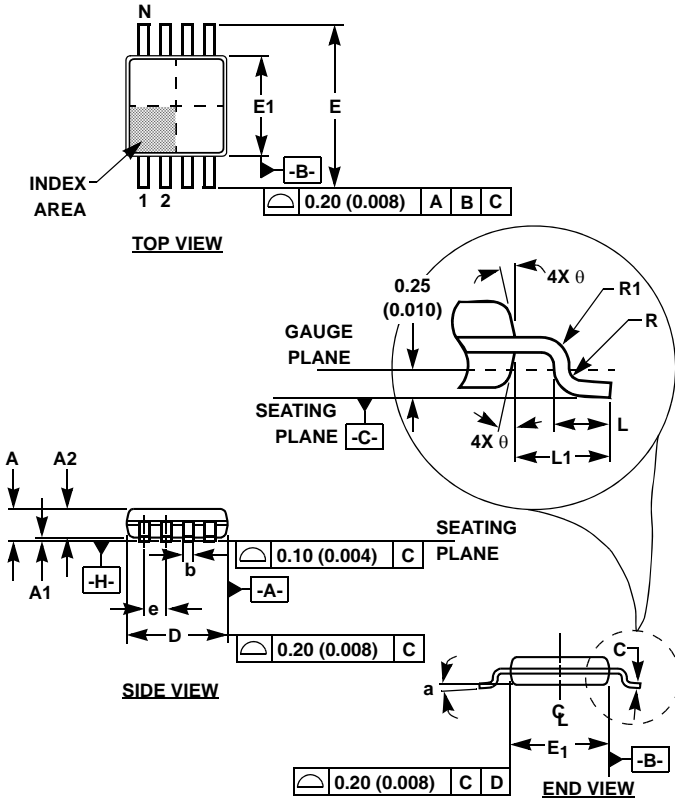 N
E1
E
-B-
INDEX
AREA
1 2
0.20 (0.008) A B C
TOP VIEW
0.25
(0.010)
4X θ
R1
R
GAUGE
PLANE
SEATING
PLANE -C-
4X θ
L
L1
A A2
SEATING
PLANE
0.10 (0.004) C
A1
-H-
b
-A-
e
D
0.20 (0.008) C
SIDE VIEW
C
a
CL
E1
-B-
0.20 (0.008) C D
END VIEW